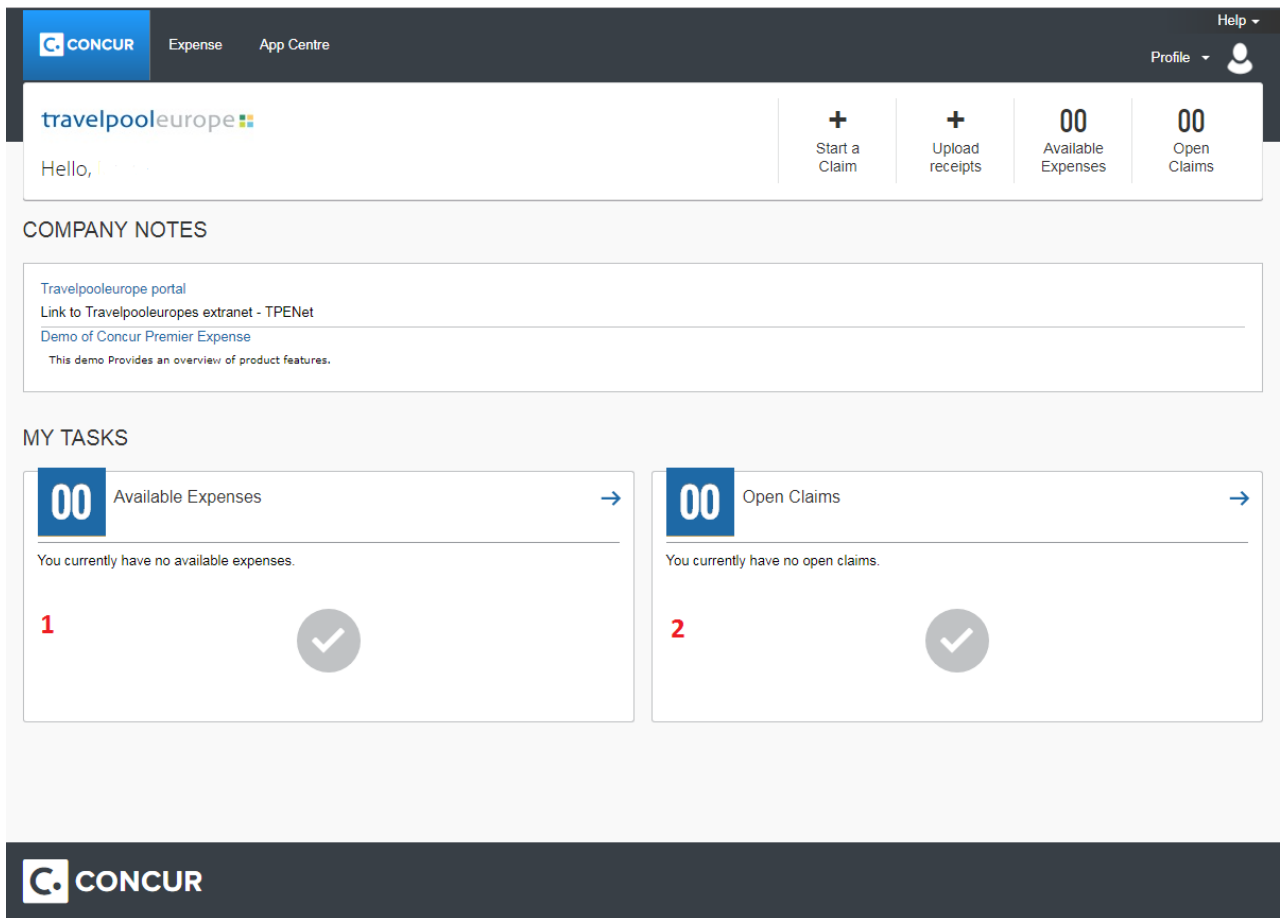 Help
C. CONCUR
Expense
App Centre
Profile
travelpooleurope
Hello,
+
Start a
Claim
+
Upload
receipts
00
Available
Expenses
00
Open
Claims
COMPANY NOTES
Travelpooleurope portal
Link to Travelpooleuropes extranet - TPENet
Demo of Concur Premier Expense
This demo Provides an overview of product features.
MY TASKS
00
Available Expenses
You currently have no available expenses.
1
00
Open Claims
You currently have no open claims.
2
C. CONCUR